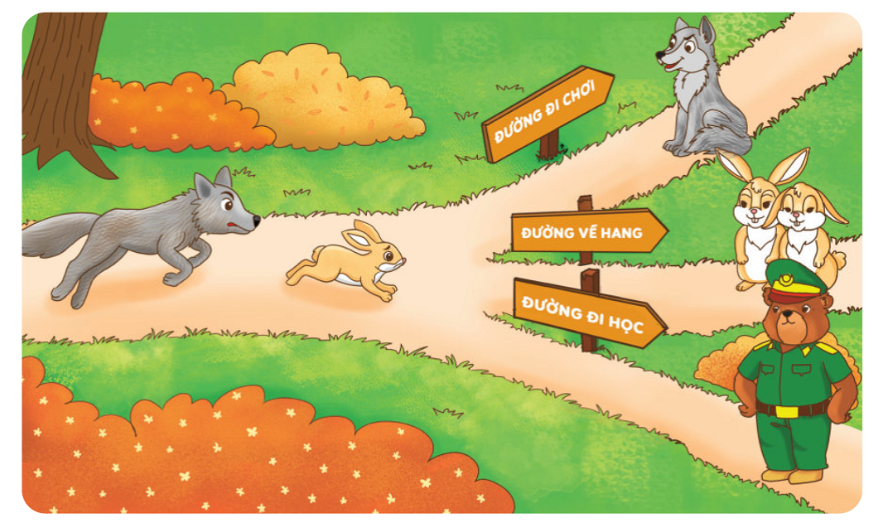 ĐƯỜNG ĐI CHƠI
ĐƯỜNG VỀ HANG
ĐƯỜNG ĐI HỌC